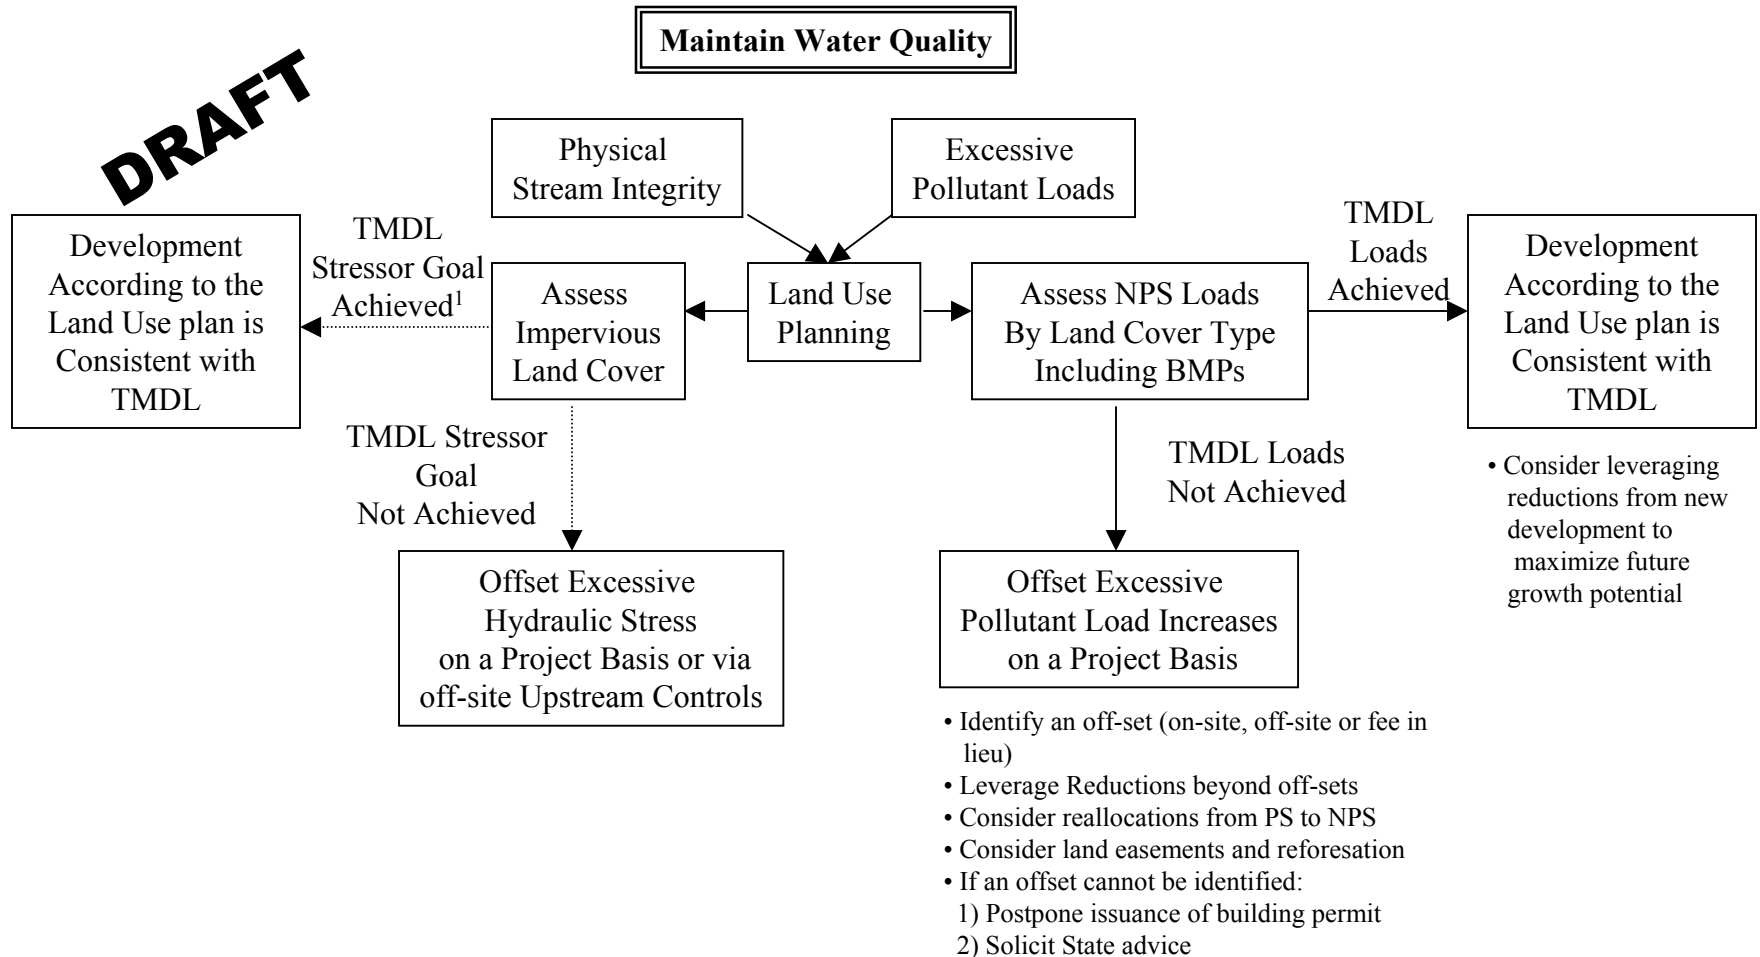 Maintain Water Quality
DRAFT
Physical
Stream Integrity
Excessive
Pollutant Loads
Development
According to the
Land Use plan is
Consistent with
TMDL
TMDL
Stressor Goal
Achieved1
Assess
Impervious
Land Cover
Land Use
Planning
Assess NPS Loads
By Land Cover Type
Including BMPs
TMDL
Loads
Achieved
Development
According to the
Land Use plan is
Consistent with
TMDL
TMDL Stressor
Goal
Not Achieved
TMDL Loads
Not Achieved
• Consider leveraging
reductions from new
development to
maximize future
growth potential
Offset Excessive
Hydraulic Stress
on a Project Basis or via
off-site Upstream Controls
Offset Excessive
Pollutant Load Increases
on a Project Basis
• Identify an off-set (on-site, off-site or fee in
lieu)
• Leverage Reductions beyond off-sets
• Consider reallocations from PS to NPS
• Consider land easements and reforesation
• If an offset cannot be identified:
1) Postpone issuance of building permit
2) Solicit State advice